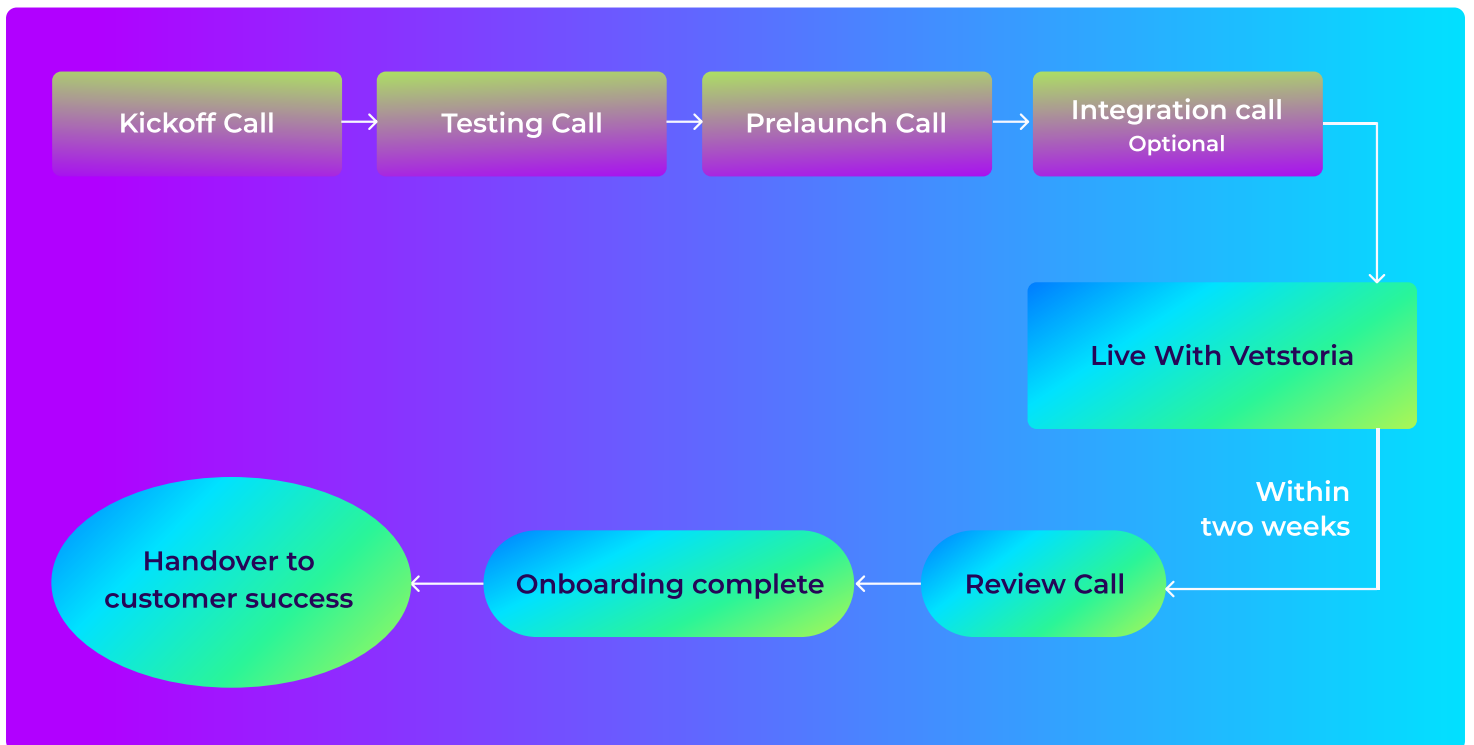 Kickoff Call
Testing Call
Prelaunch Call
Integration call
Optional
Live With Vetstoria
Within
two weeks
Review Call
Onboarding complete
Handover to
customer success